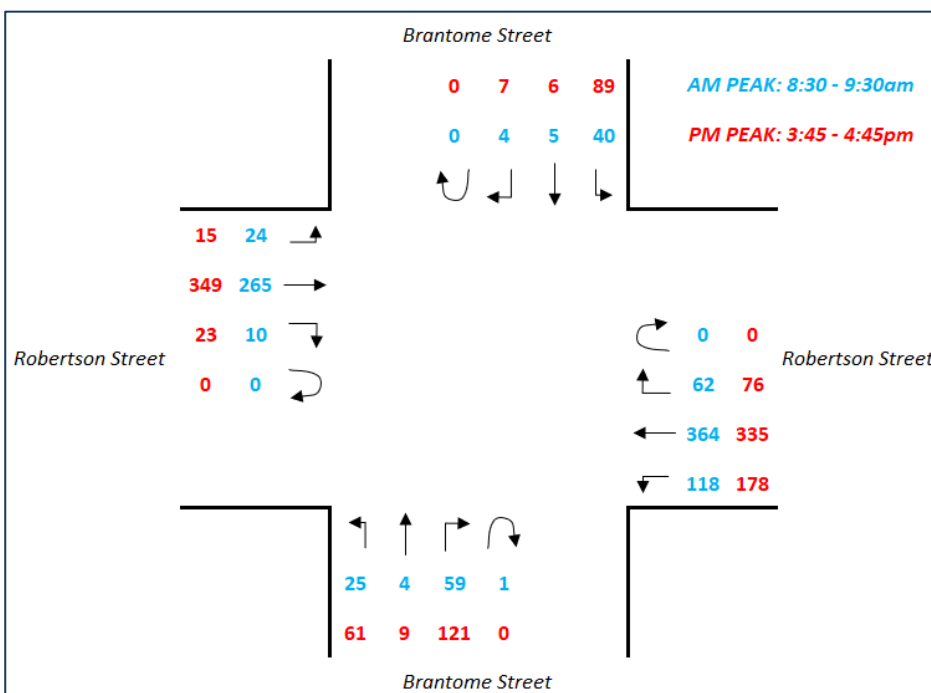 Brantome Street
0 7 6 89 AM PEAK: 8:30 - 9:30am
0 4 5 40 PM PEAK: 3:45 - 4:45pm
15 24
349 265
23 10 0 0
Robertson Street Robertson Street
0 0 62 76
364 335
118 178
25 4 59 1
61 9 121 0
Brantome Street